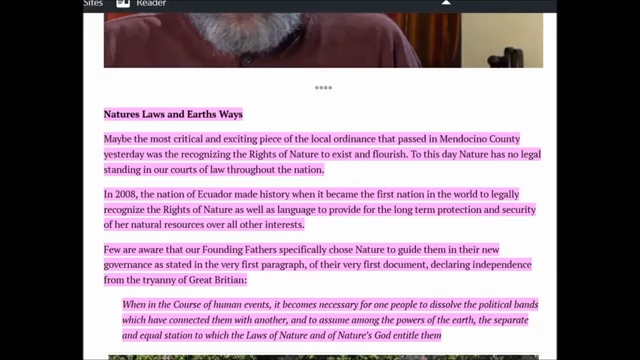 Sites Reader
****
Natures Laws and Earths Ways
Maybe the most critical and exciting piece of the local ordinance that passed in Mendocino County
yesterday was the recognizing the Rights of Nature to exist and flourish. To this day Nature has no legal
standing in our courts of law throughout the nation.
In 2008, the nation of Ecuador made history when it became the first nation in the world to legally
recognize the Rights of Nature as well as language to provide for the long term protection and security
of her natural resources over all other interests.
Few are aware that our Founding Fathers specifically chose Nature to guide them in their new
governance as stated in the very first paragraph, of their very first document, declaring independence
from the tryanny of Great Britian:
When in the Course of human events, it becomes necessary for one people to dissolve the political bands
which have connected them with another, and to assume among the powers of the earth, the separate
and equal station to which the Laws of Nature and of Nature's God entitle them